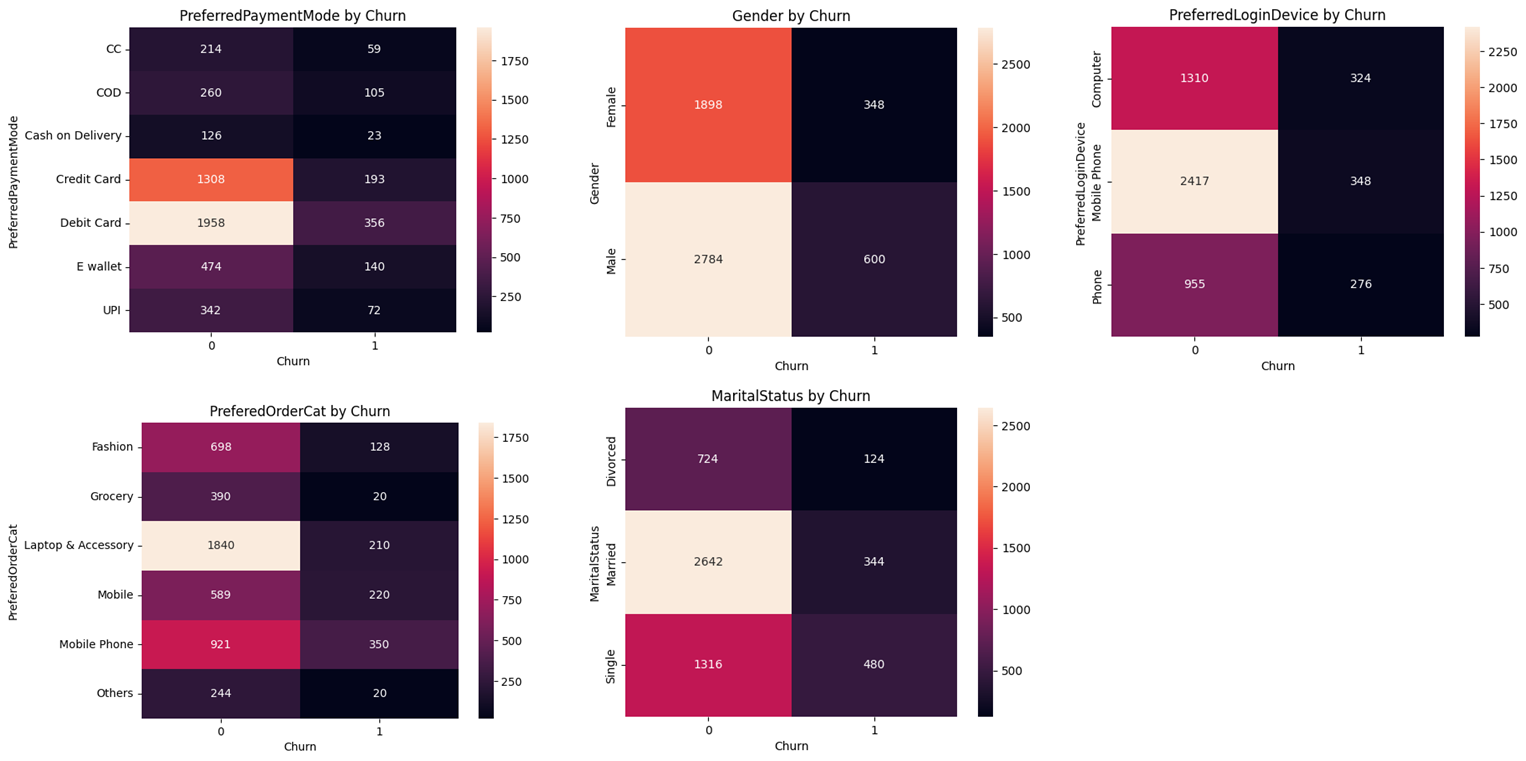 PreferredPaymentMode by Churn
PreferredPaymentMode
CC
214
59
COD
260
105
Cash on Delivery
126
23
Credit Card
1308
193
Debit Card
1958
356
E wallet
474
140
UPI
342
72
0
1
Churn
1750
1500
1250
1000
750
500
250
Gender by Churn
Gender
Female
1898
348
Male
2784
600
0
1
Churn
2500
2000
1500
1000
500
PreferredLoginDevice by Churn
PreferredLoginDevice
Computer
1310
324
Mobile Phone
2417
348
Phone
955
276
0
1
Churn
2250
2000
1750
1500
1250
1000
750
500
PreferedOrderCat by Churn
PreferedOrderCat
Fashion
698
128
Grocery
390
20
Laptop & Accessory
1840
210
Mobile
589
220
Mobile Phone
921
350
Others
244
20
0
1
Churn
1750
1500
1250
1000
750
500
250
MaritalStatus by Churn
MaritalStatus
Divorced
724
124
Married
2642
344
Single
1316
480
0
1
Churn
2500
2000
1500
1000
500